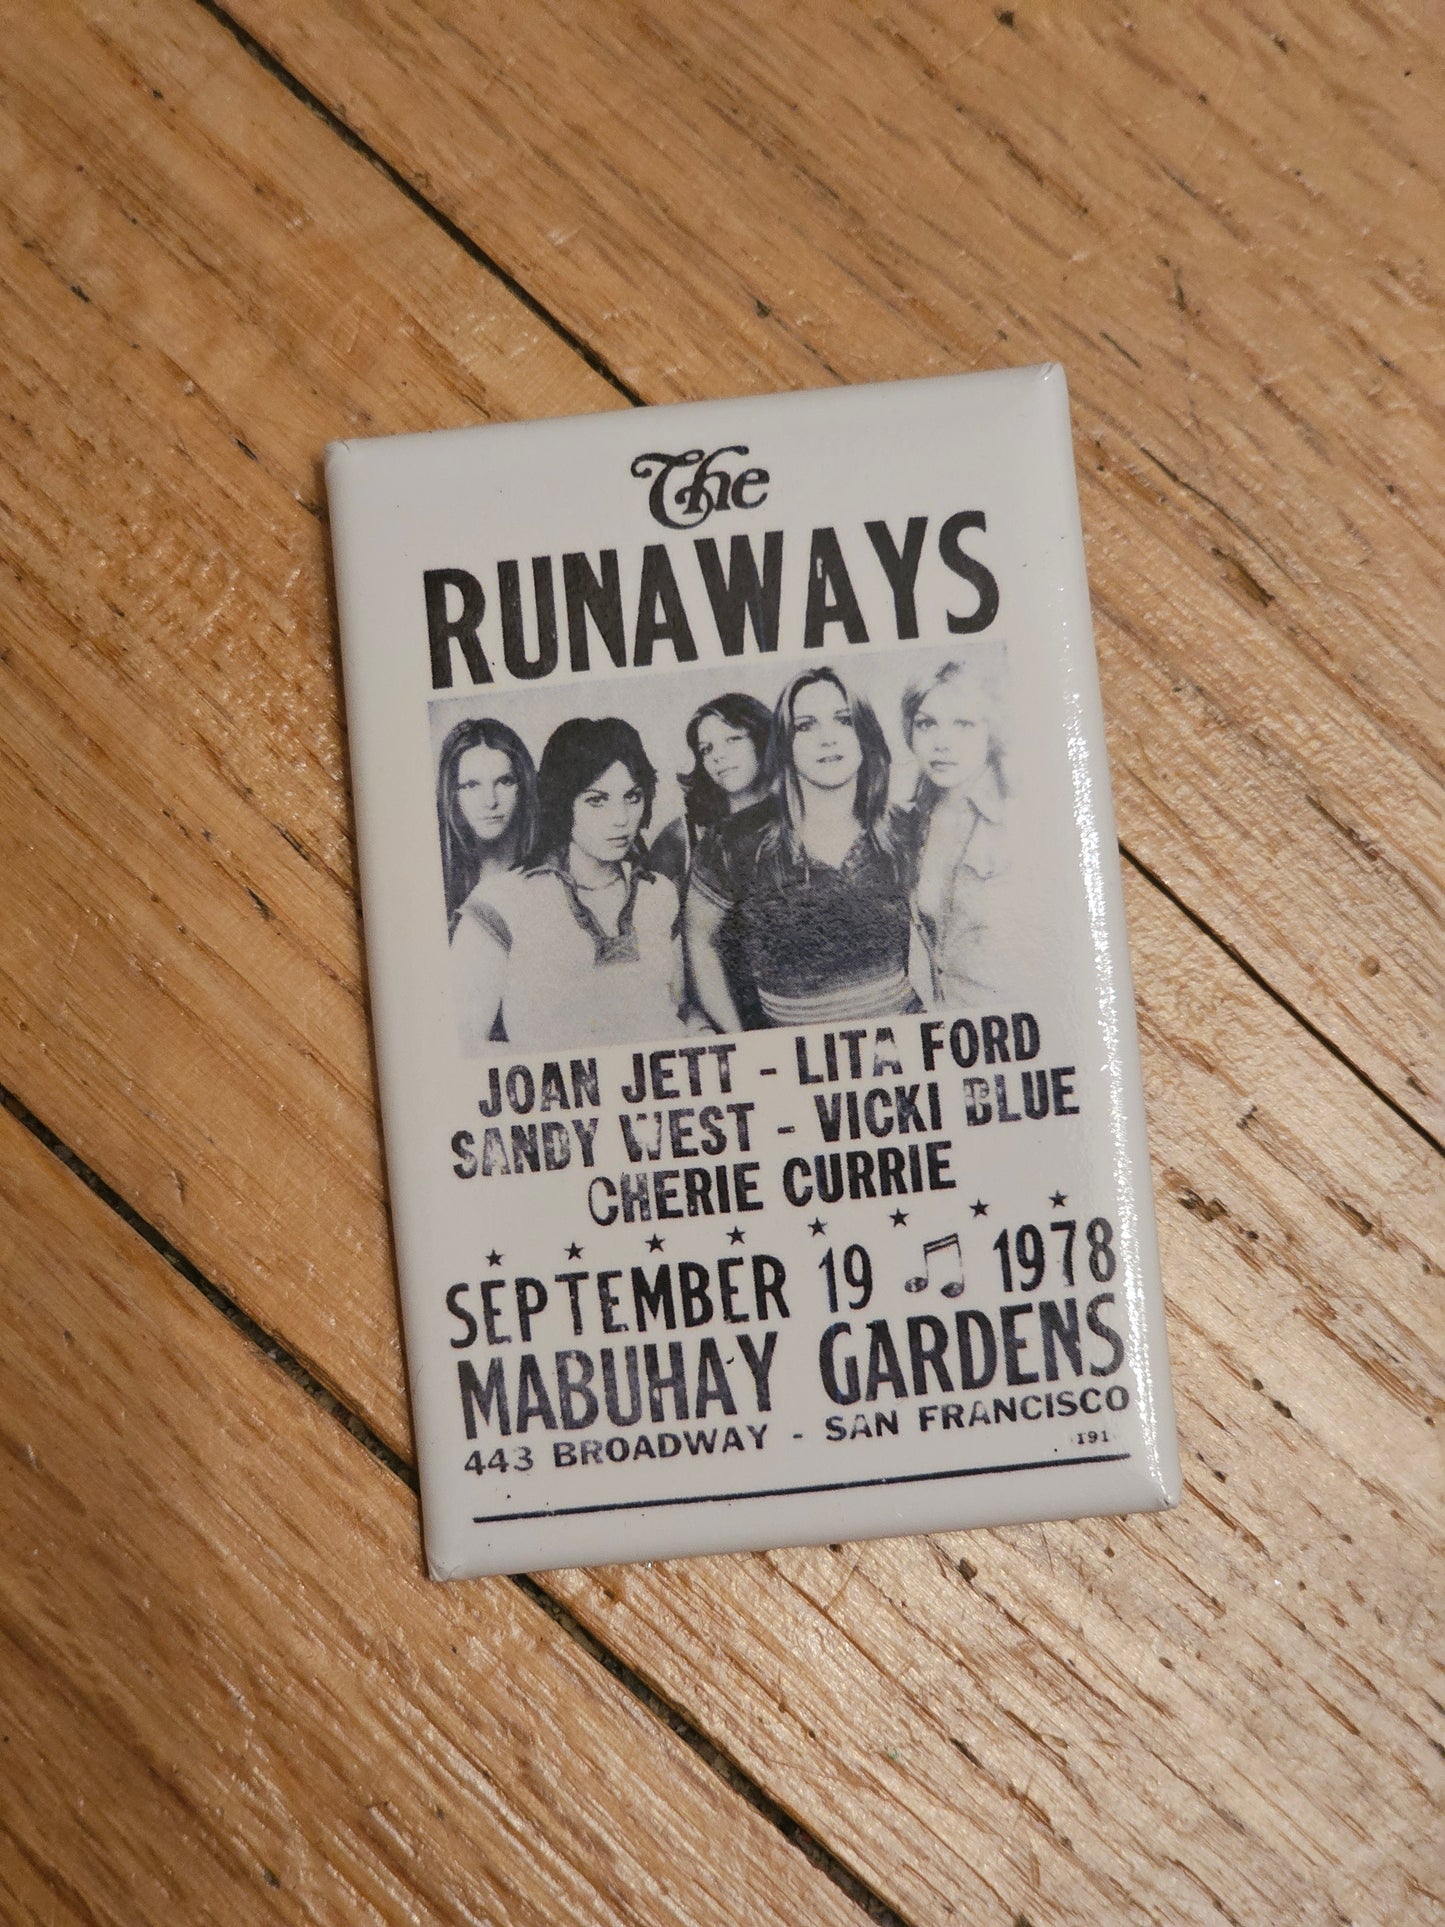 The
RUNAWAYS
JOAN JETT - LITA FORD
SANDY WEST - VICKI BLUE
CHERIE CURRIE
SEPTEMBER 19 1978
MABUHAY GARDENS
443 BROADWAY - SAN FRANCISCO
191